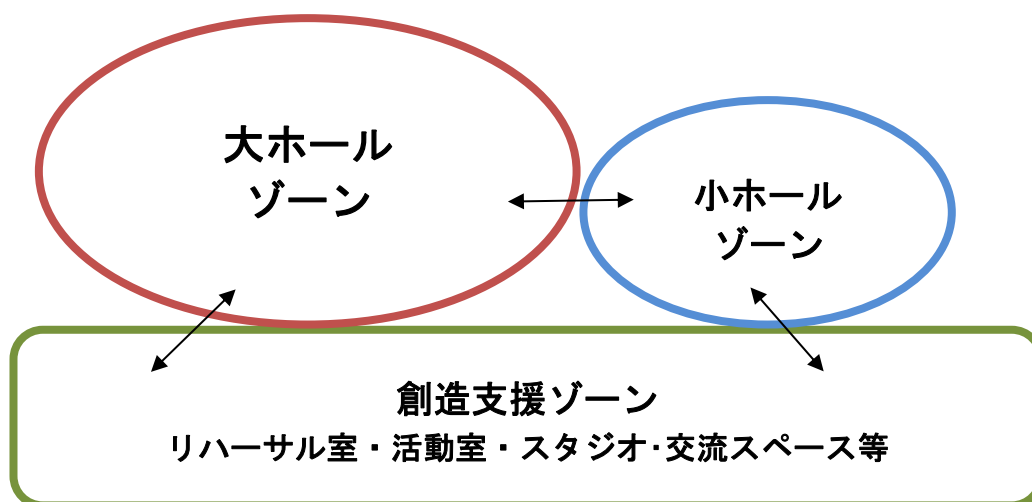 大ホール
ゾーン
小ホール
ゾーン
創造支援ゾーン
リハーサル室・活動室・スタジオ･交流スペース等